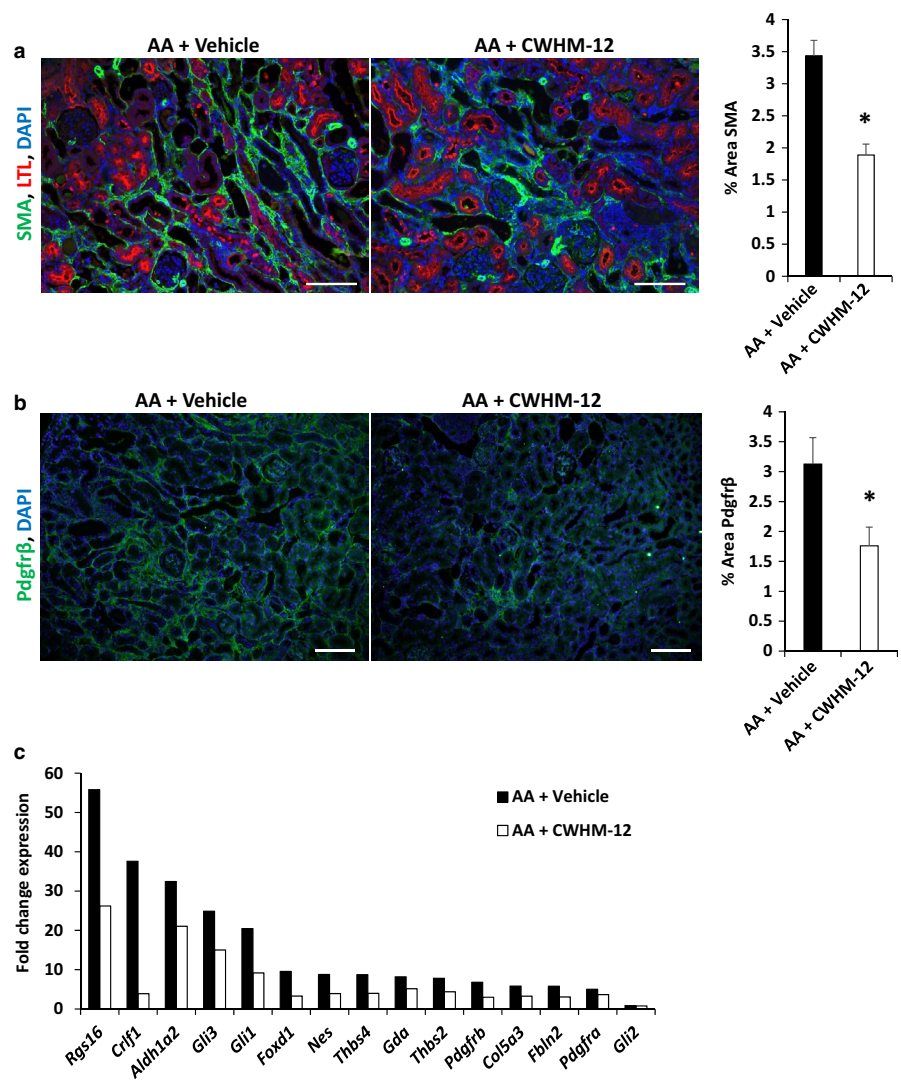 a
AA + Vehicle
AA + CWHM-12
SMA, LTL, DAPI
% Area SMA
4
3.5
3
2.5
2
1.5
1
0.5
0
*
AA + Vehicle
AA + CWHM-12
b
AA + Vehicle
AA + CWHM-12
Pdgfrβ, DAPI
% Area Pdgfrβ
4
3.5
3
2.5
2
1.5
1
0.5
0
*
AA + Vehicle
AA + CWHM-12
c
Fold change expression
60
50
40
30
20
10
0
AA + Vehicle
AA + CWHM-12
Rgs16
Crlf1
Aldh1a2
Gli3
Gli1
Foxd1
Nes
Thbs4
Gda
Thbs2
Pdgfrb
Col5a3
Fbln2
Pdgfra
Gli2